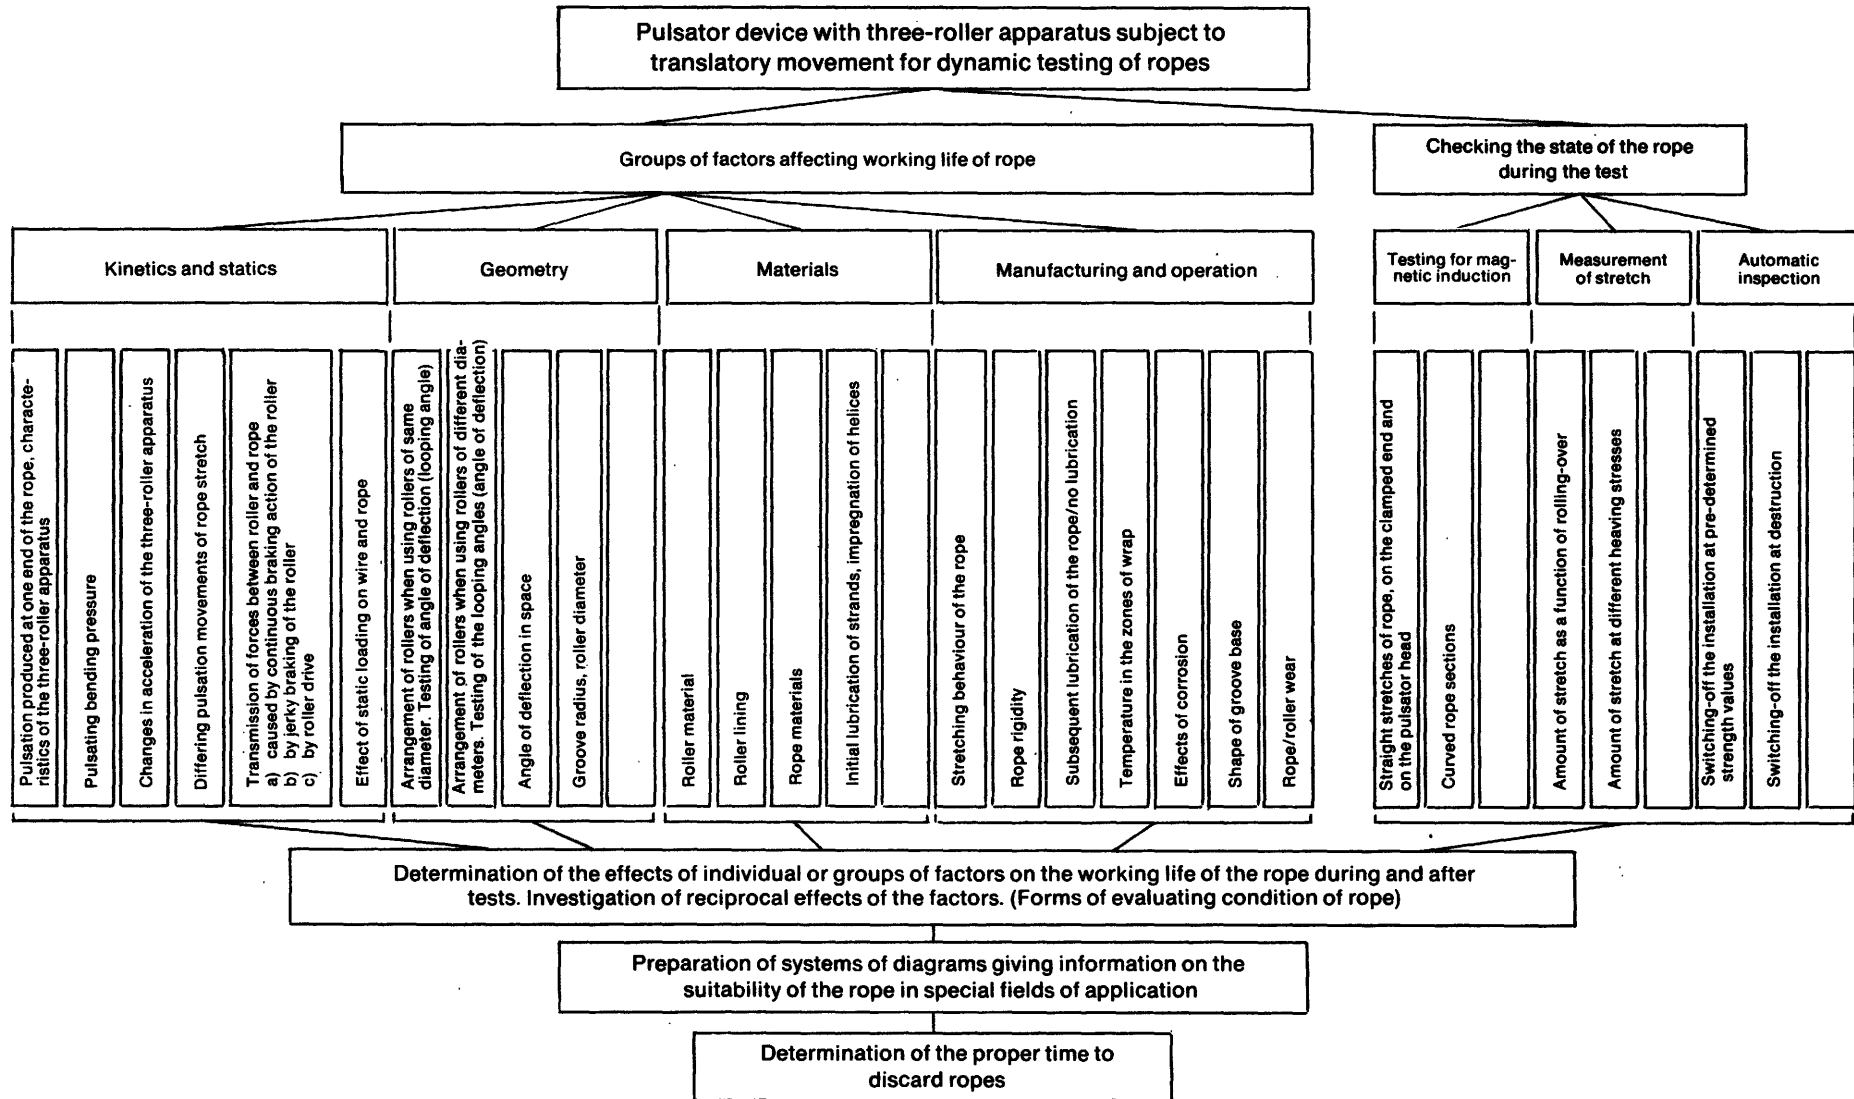 Pulsator device with three-roller apparatus subject to
translatory movement for dynamic testing of ropes
Groups of factors affecting working life of rope
Checking the state of the rope
during the test
Kinetics and statics
Geometry
Materials
Manufacturing and operation
Testing for mag-
netic induction
Measurement
of stretch
Automatic
inspection
Pulsation produced at one end of the rope, characte-
ristics of the three-roller apparatus
Pulsating bending pressure
Changes in acceleration of the three-roller apparatus
Differing pulsation movements of rope stretch
Transmission of forces between roller and rope
a) caused by continuous braking action of the roller
b) by jerky braking of the roller
c) by roller drive
Effect of static loading on wire and rope
Arrangement of rollers when using rollers of same
diameter. Testing of angle of deflection (looping angle)
Arrangement of rollers when using rollers of different dia-
meters. Testing of the looping angles (angle of deflection)
Angle of deflection in space
Groove radius, roller diameter
Roller material
Roller lining
Rope materials
Initial lubrication of strands, impregnation of helices
Stretching behaviour of the rope
Rope rigidity
Subsequent lubrication of the rope/no lubrication
Temperature in the zones of wrap
Effects of corrosion
Shape of groove base
Rope/roller wear
Straight stretches of rope, on the clamped end and
on the pulsator head
Curved rope sections
Amount of stretch as a function of rolling-over
Amount of stretch at different heaving stresses
Switching-off the installation at pre-determined
strength values
Switching-off the installation at destruction
Determination of the effects of individual or groups of factors on the working life of the rope during and after
tests. Investigation of reciprocal effects of the factors. (Forms of evaluating condition of rope)
Preparation of systems of diagrams giving information on the
suitability of the rope in special fields of application
Determination of the proper time to
discard ropes